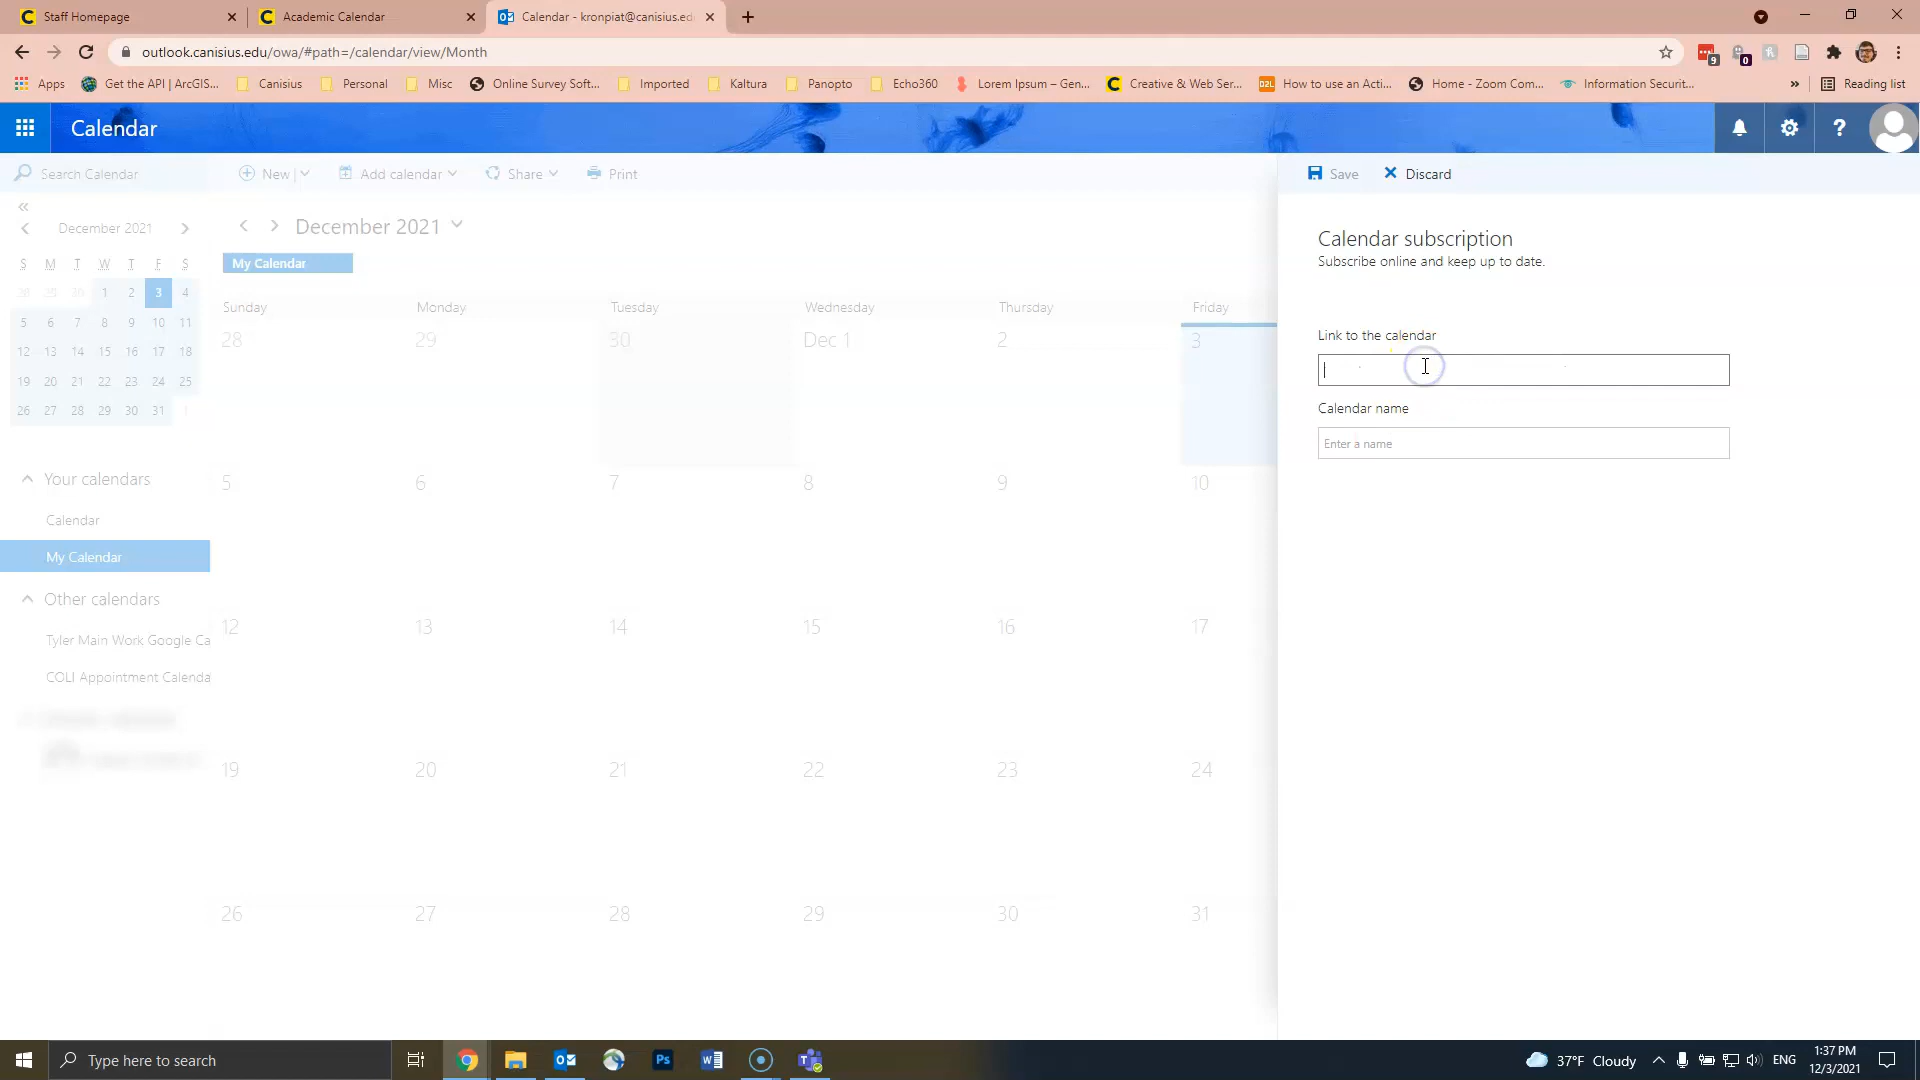 Staff Homepage
Academic Calendar
Calendar - kronpiat@canisius.ed
outlook.canisius.edu/owa/#path=/calendar/view/Month
9
0
Apps
Get the API | ArcGIS...
Canisius
Personal
Misc
Online Survey Soft...
Imported
Kaltura
Panopto
Echo360
Lorem Ipsum – Gen...
Creative & Web Ser...
D2L
How to use an Acti...
Home - Zoom Com...
Information Securit...
»
Reading list
Calendar
?
Search Calendar
New
Add calendar
Share
Print
Save
Discard
December 2021
S M T W T F S
28 29 30 1 2 3 4
5 6 7 8 9 10 11
12 13 14 15 16 17 18
19 20 21 22 23 24 25
26 27 28 29 30 31 1
Your calendars
Calendar
My Calendar
Other calendars
Tyler Main Work Google Ca
COLI Appointment Calenda
December 2021
My Calendar
Sunday Monday Tuesday Wednesday Thursday Friday
28 29 30 Dec 1 2 3
5 6 7 8 9 10
12 13 14 15 16 17
19 20 21 22 23 24
26 27 28 29 30 31
Calendar subscription
Subscribe online and keep up to date.
Link to the calendar
Calendar name
Enter a name
Type here to search
Ps
37°F Cloudy
ENG
1:37 PM
12/3/2021